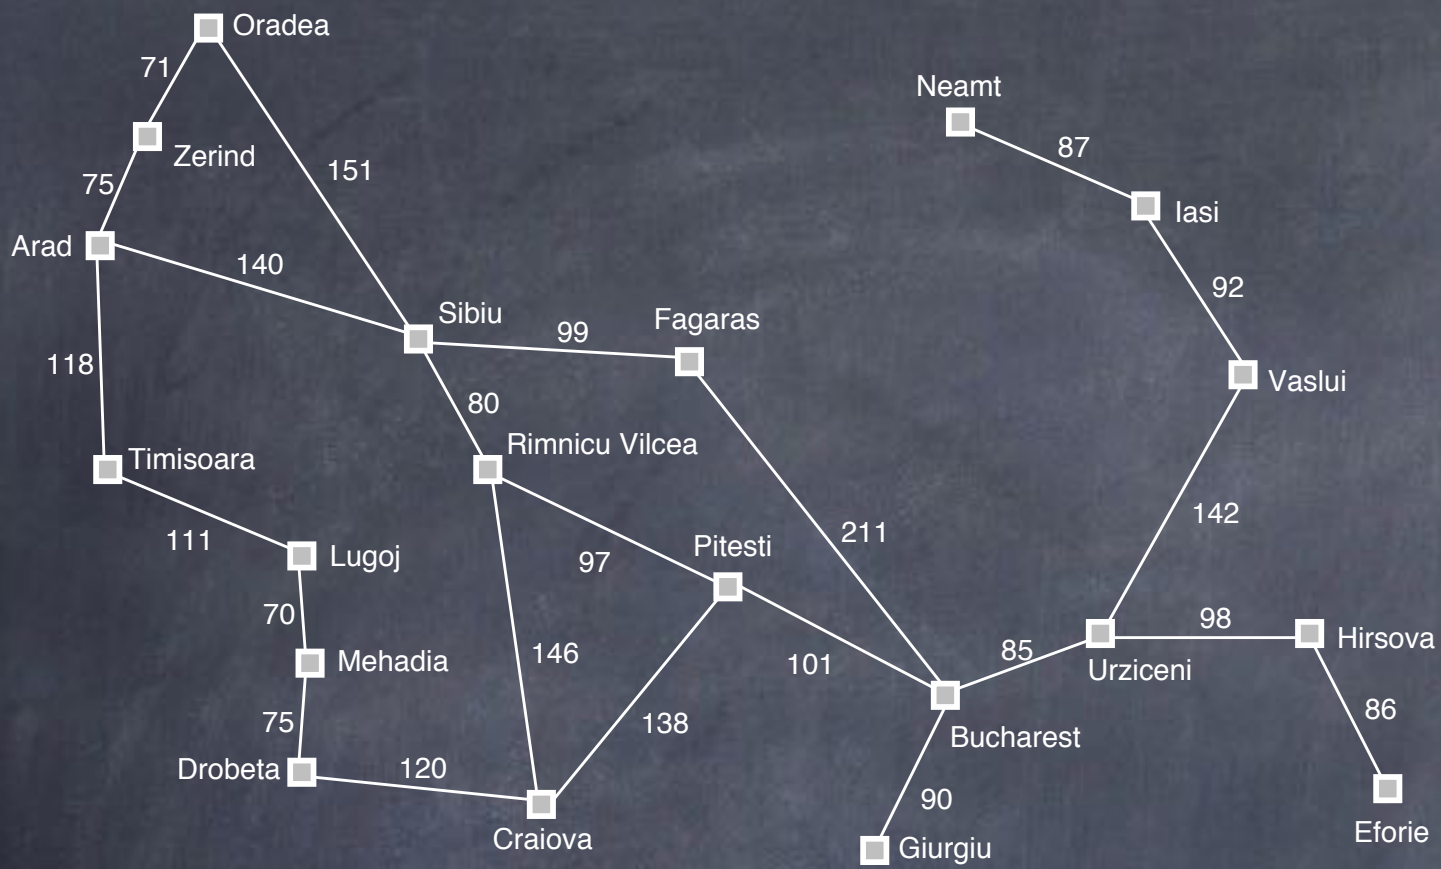 Oradea
71
Neamt
87
Zerind
151
75
Iasi
Arad
140
92
Sibiu
Fagaras
99
118
Vaslui
80
Rimnicu Vilcea
Timisoara
142
211
111
Lugoj
97
Pitesti
70
98
Hirsova
146
85
Mehadia
101
Urziceni
86
75
138
Bucharest
Drobeta
120
90
Craiova
Eforie
Giurgiu